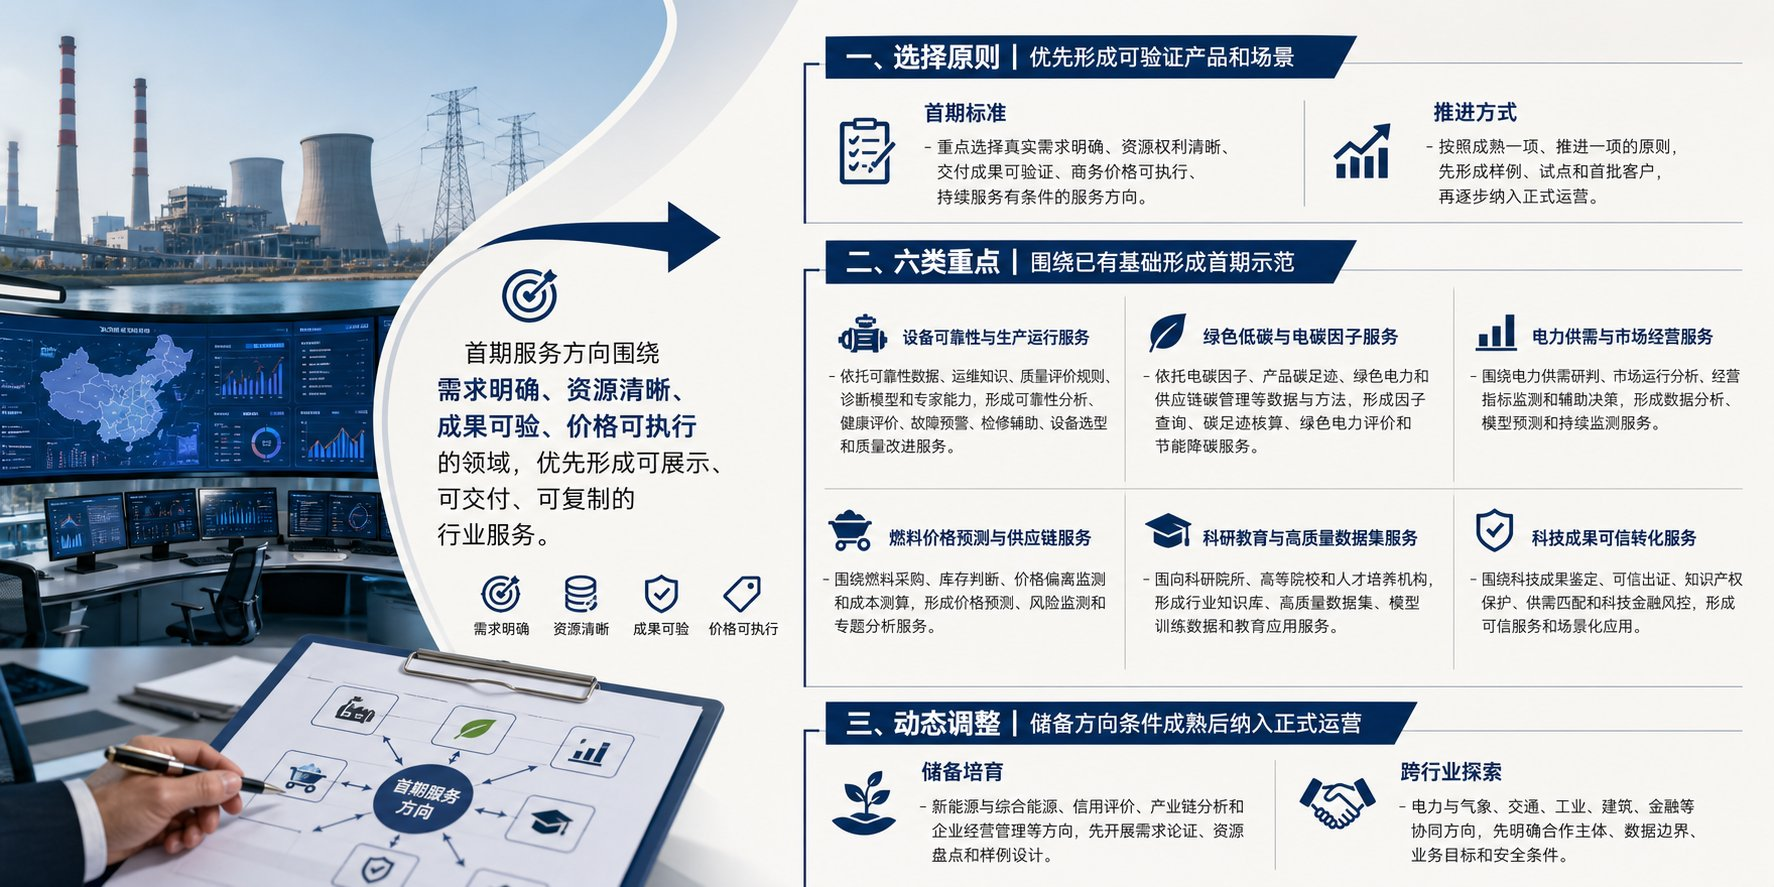 首期服务方向围绕
需求明确、资源清晰、
成果可验、价格可执行
的领域，优先形成可展示、
可交付、可复制的
行业服务。
需求明确
资源清晰
成果可验
价格可执行
首期服务
方向
一、选择原则｜优先形成可验证产品和场景
首期标准
- 重点选择真实需求明确、资源权利清晰、
交付成果可验证、商务价格可执行、
持续服务有条件的服务方向。
推进方式
- 按照成熟一项、推进一项的原则，
先形成样例、试点和首批客户，
再逐步纳入正式运营。
二、六类重点｜围绕已有基础形成首期示范
设备可靠性与生产运行服务
- 依托可靠性数据、运维知识、质量评价规则、
诊断模型和专家能力，形成可靠性分析、
健康评价、故障预警、检修辅助、设备选型
和质量改进服务。
绿色低碳与电碳因子服务
- 依托电碳因子、产品碳足迹、绿色电力和
供应链碳管理等数据与方法，形成因子
查询、碳足迹核算、绿色电力评价和
节能降碳服务。
电力供需与市场经营服务
- 围绕电力供需研判、市场运行分析、经营
指标监测和辅助决策，形成数据分析、
模型预测和持续监测服务。
燃料价格预测与供应链服务
- 围绕燃料采购、库存判断、价格偏离监测
和成本测算，形成价格预测、风险监测和
专题分析服务。
科研教育与高质量数据集服务
- 面向科研院所、高等院校和人才培养机构，
形成行业知识库、高质量数据集、模型
训练数据和教育应用服务。
科技成果可信转化服务
- 围绕科技成果鉴定、可信出证、知识产权
保护、供需匹配和科技金融风控，形成
可信服务和场景化应用。
三、动态调整｜储备方向条件成熟后纳入正式运营
储备培育
- 新能源与综合能源、信用评价、产业链分析和
企业经营管理等方向，先开展需求论证、资源
盘点和样例设计。
跨行业探索
- 电力与气象、交通、工业、建筑、金融等
协同方向，先明确合作主体、数据边界、
业务目标和安全条件。